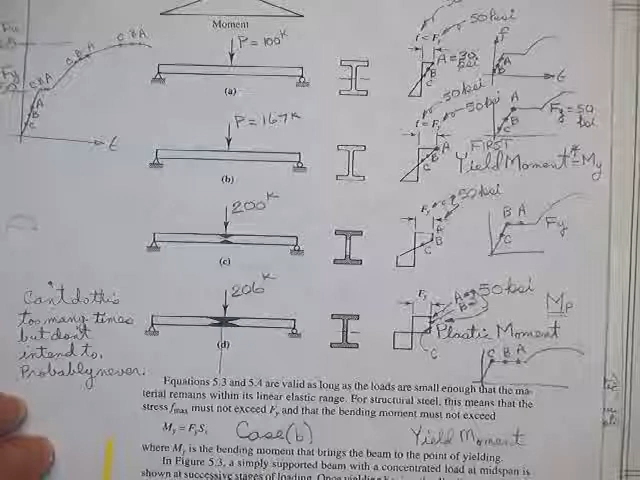 Moment
50 ksi
P = 100k
Fu
C B A
C B A
A = 30 ksi
B
C
ε
(a)
50 ksi
P = 167k
50 ksi
A
Fy = 50 ksi
FIRST
Yield Moment = My
(b)
200k
50 ksi
Fy
A
B
C
B A
Fy
(c)
206k
Fy
A
B
50 ksi
Mp
Plastic Moment
C
C B A
(d)
Can't do this
too many times
but don't
intend to.
Probably never.
Equations 5.3 and 5.4 are valid as long as the loads are small enough that the ma-
terial remains within its linear elastic range. For structural steel, this means that the
stress fmax must not exceed Fy and that the bending moment must not exceed
My = FySx Case (b) Yield Moment
where My is the bending moment that brings the beam to the point of yielding.
In Figure 5.3, a simply supported beam with a concentrated load at midspan is
shown at successive stages of loading. Once yielding